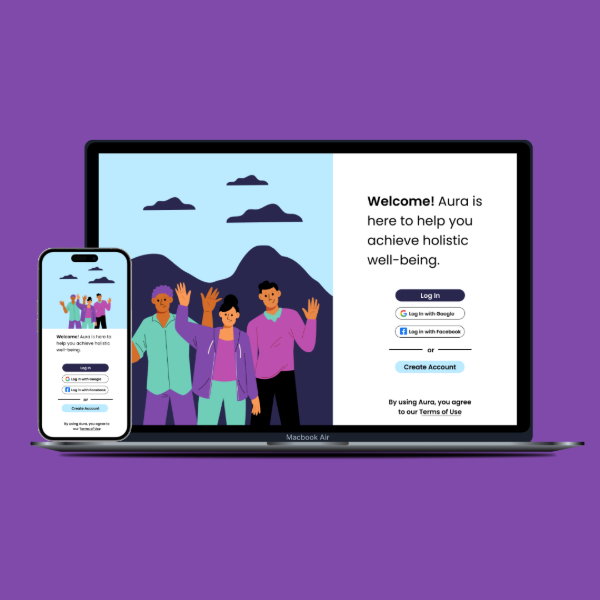 Welcome! Aura is
here to help you
achieve holistic
well-being.
Log In
Log In with Google
Log In with Facebook
or
Create Account
By using Aura, you agree
to our Terms of Use
Macbook Air
Welcome! Aura is here to
help you achieve holistic
well-being.
Log In
Log In with Google
Log In with Facebook
or
Create Account
By using Aura, you agree to
our Terms of Use